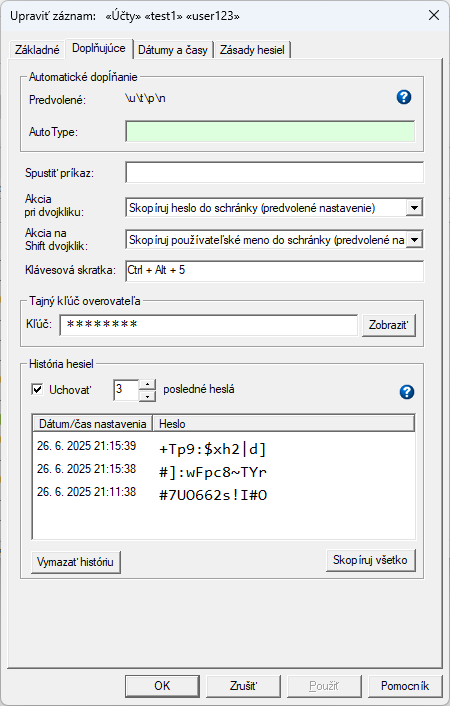 Upraviť záznam: «Účty» «test1» «user123»
Základné Doplňujúce Dátumy a časy Zásady hesiel
Automatické dopĺňanie
Predvolené: \u\t\p\n
AutoType:
Spustiť príkaz:
Akcia
pri dvojkliku: Skopíruj heslo do schránky (predvolené nastavenie)
Akcia na
Shift dvojklik: Skopíruj používateľské meno do schránky (predvolené na
Klávesová skratka: Ctrl + Alt + 5
Tajný kľúč overovateľa
Kľúč: ******** Zobraziť
História hesiel
Uchovať 3 posledné heslá
Dátum/čas nastavenia Heslo
26. 6. 2025 21:15:39 +Tp9:$xh2|d]
26. 6. 2025 21:15:38 #]:wFpc8~TYr
26. 6. 2025 21:11:38 #7UO662s!I#O
Vymazať históriu Skopíruj všetko
OK Zrušiť Použiť Pomocník